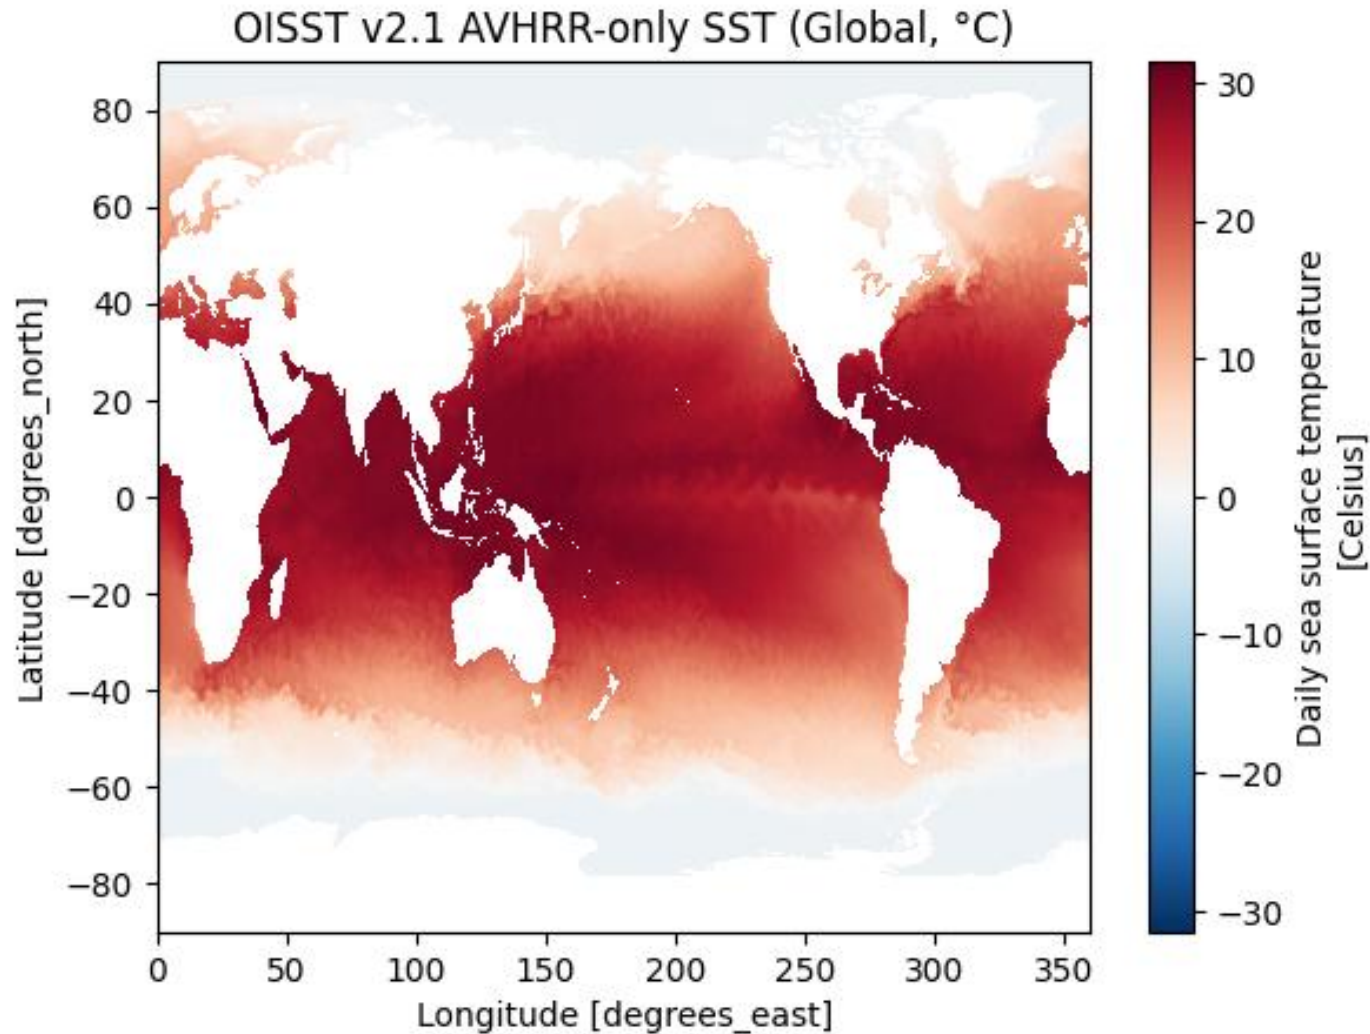 OISST v2.1 AVHRR-only SST (Global, °C)
80
60
40
20
0
−20
−40
−60
−80
Latitude [degrees_north]
0 50 100 150 200 250 300 350
Longitude [degrees_east]
30
20
10
0
−10
−20
−30
Daily sea surface temperature
[Celsius]